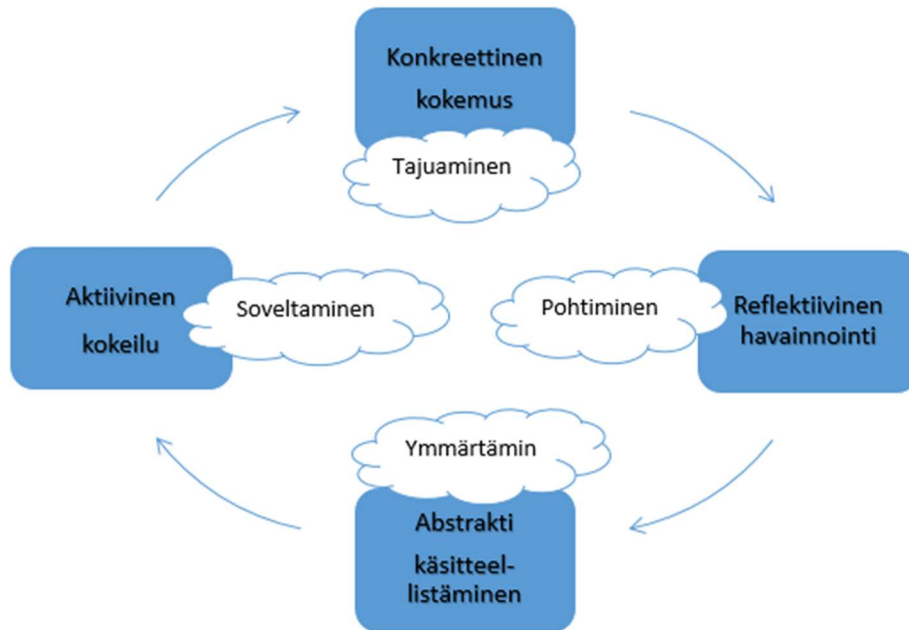 Konkreettinen
kokemus
Tajuaminen
Aktiivinen
kokeilu
Soveltaminen
Pohtiminen
Reflektiivinen
havainnointi
Ymmärtämin
Abstrakti
käsitteel-
listäminen